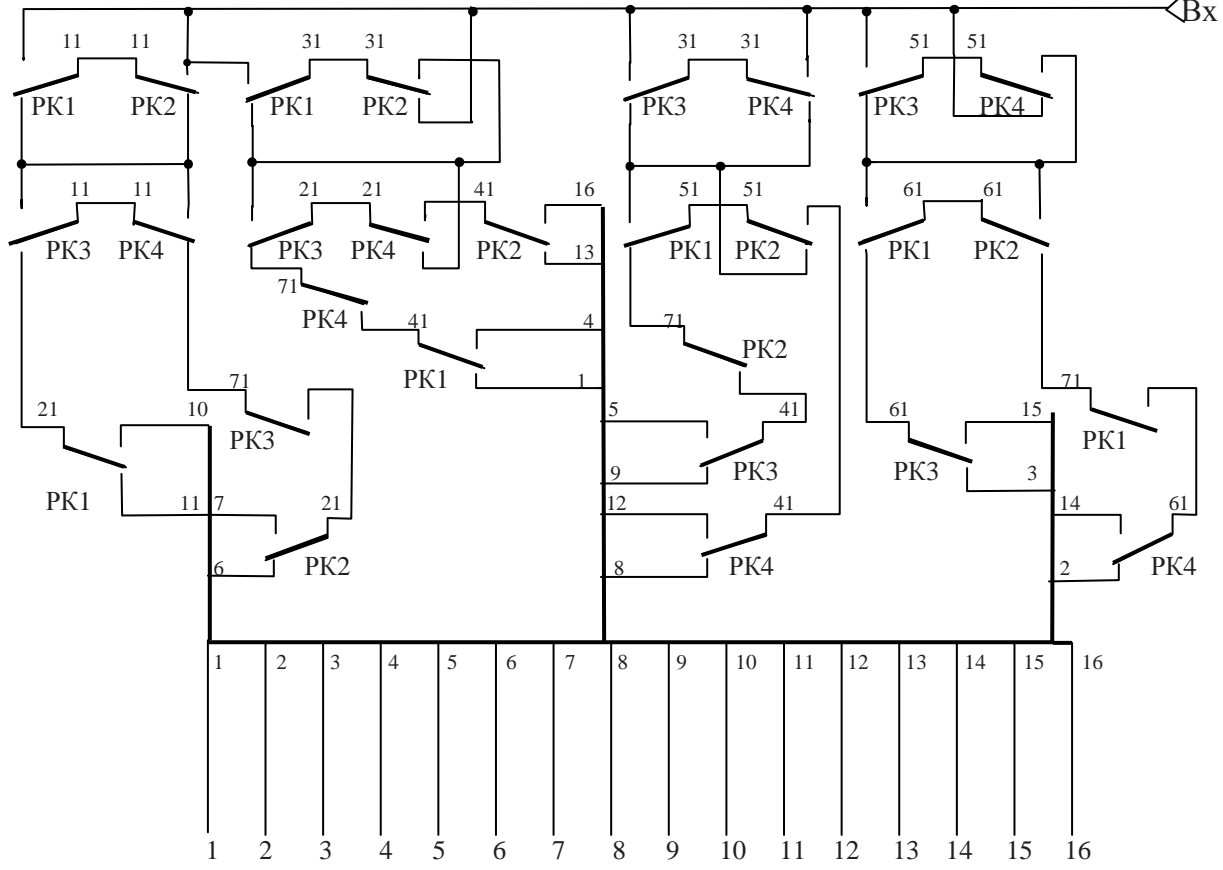 Вх
11 11 31 31 31 31 51 51
РК1 РК2 РК1 РК2 РК3 РК4 РК3 РК4
11 11 21 21 41 16 51 51 61 61
РК3 РК4 РК3 РК4 РК2 РК1 РК2 РК1 РК2
13
71
РК4
41 4 71
РК2
РК1 1
71 71
21 10 5 41 61 15
РК3 РК1
РК3 РК3
9 3
РК1
11 7 21 12 41 14 61
6 РК2 8 РК4 2 РК4
1 2 3 4 5 6 7 8 9 10 11 12 13 14 15 16
1 2 3 4 5 6 7 8 9 10 11 12 13 14 15 16